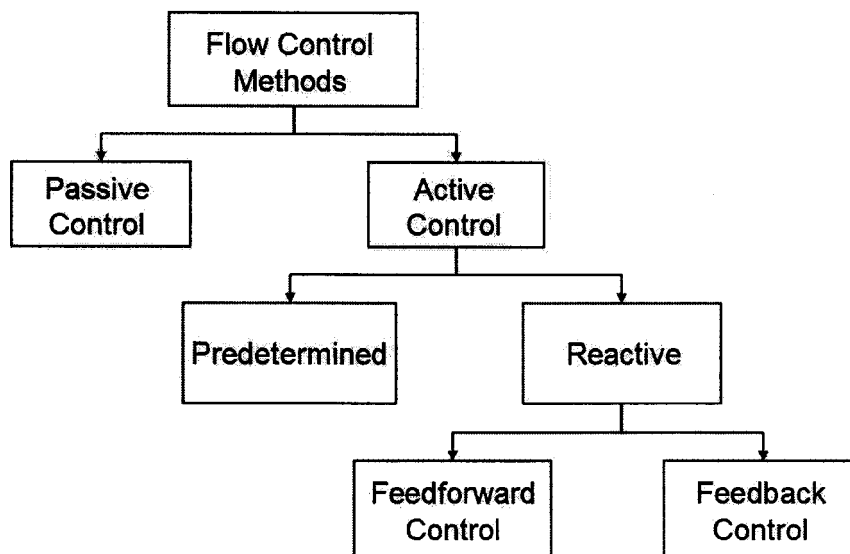 Flow Control
Methods
Passive
Control
Active
Control
Predetermined
Reactive
Feedforward
Control
Feedback
Control